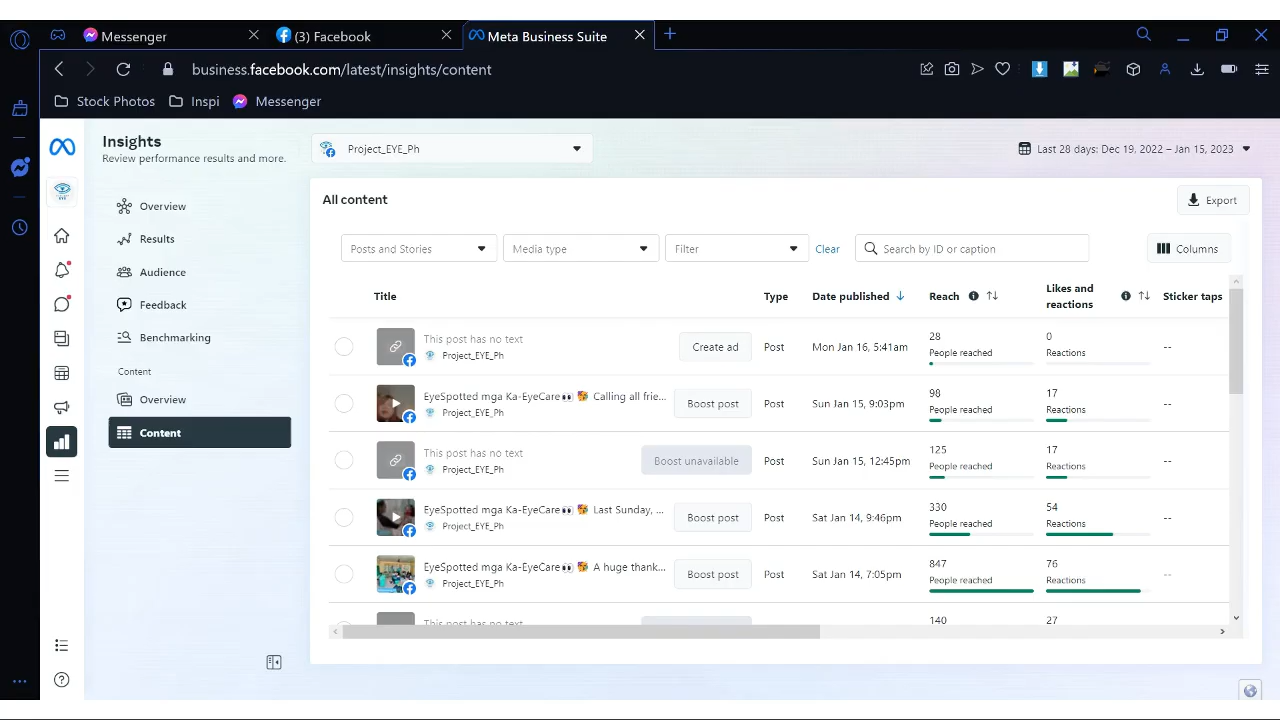 Messenger
(3) Facebook
Meta Business Suite
business.facebook.com/latest/insights/content
Stock Photos
Inspi
Messenger
Insights
Review performance results and more.
Project_EYE_Ph
Last 28 days: Dec 19, 2022 – Jan 15, 2023
Overview
Results
Audience
Feedback
Benchmarking
Content
Overview
Content
All content
Export
Posts and Stories
Media type
Filter
Clear
Search by ID or caption
Columns
Title
Type
Date published
Reach
Likes and
reactions
Sticker taps
This post has no text
Project_EYE_Ph
Create ad
Post
Mon Jan 16, 5:41am
28
People reached
0
Reactions
--
EyeSpotted mga Ka-EyeCare👀 🎏 Calling all frie...
Project_EYE_Ph
Boost post
Post
Sun Jan 15, 9:03pm
98
People reached
17
Reactions
--
This post has no text
Project_EYE_Ph
Boost unavailable
Post
Sun Jan 15, 12:45pm
125
People reached
17
Reactions
--
EyeSpotted mga Ka-EyeCare👀 🎏 Last Sunday, ...
Project_EYE_Ph
Boost post
Post
Sat Jan 14, 9:46pm
330
People reached
54
Reactions
--
EyeSpotted mga Ka-EyeCare👀 🎏 A huge thank...
Project_EYE_Ph
Boost post
Post
Sat Jan 14, 7:05pm
847
People reached
76
Reactions
--
This post has no text
140
27